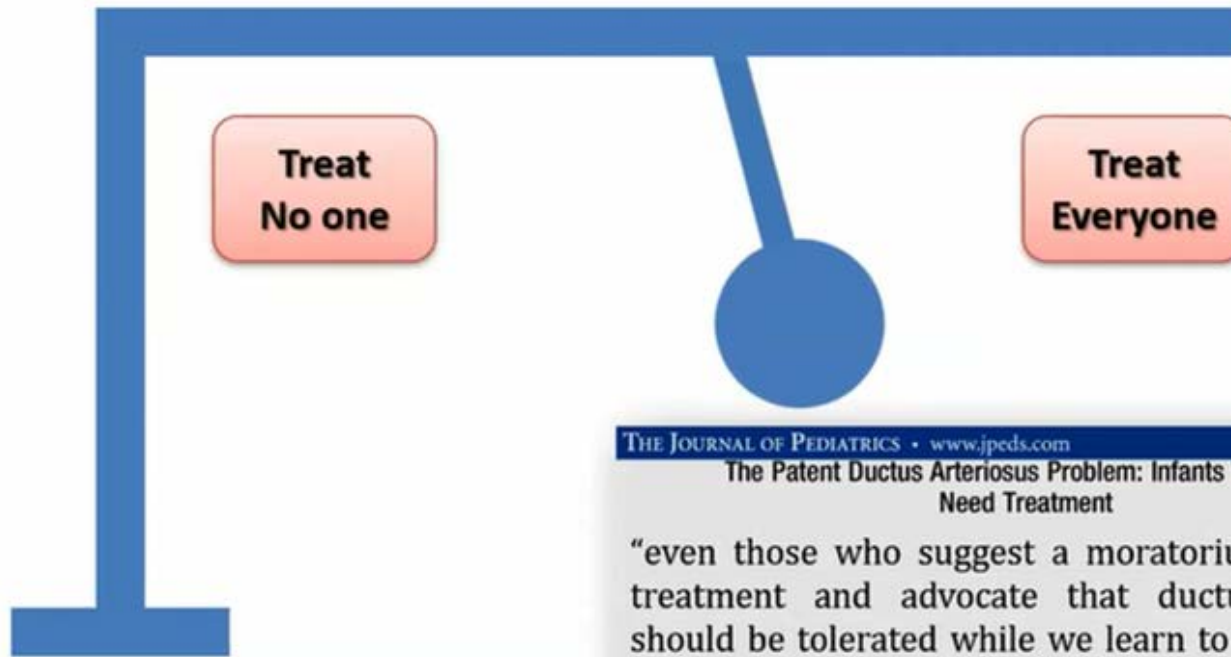 Treat
No one
Treat
Everyone
THE JOURNAL OF PEDIATRICS • www.jpeds.com
The Patent Ductus Arteriosus Problem: Infants
Need Treatment
“even those who suggest a
treatment and advocate that
should be tolerated while we learn to